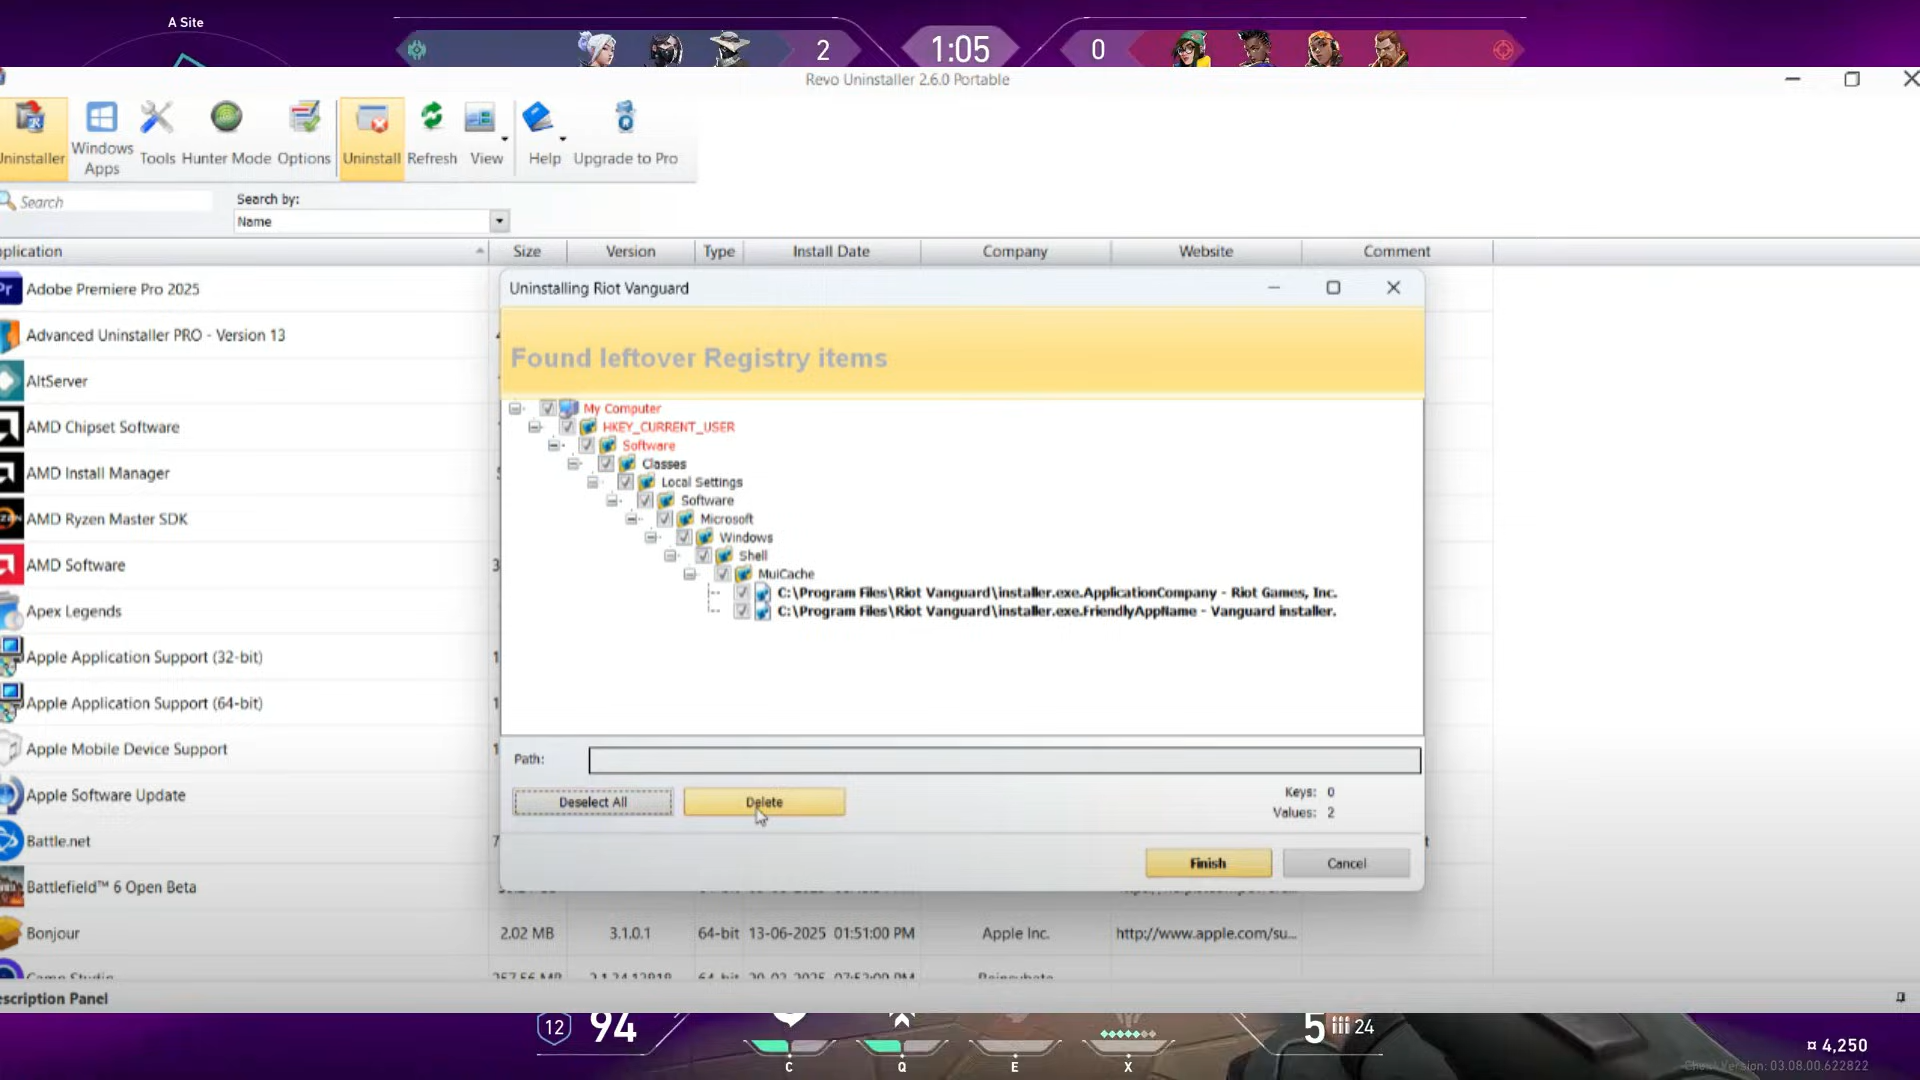 A Site
2
1:05
0
Revo Uninstaller 2.6.0 Portable
Uninstaller
Windows Apps
Tools
Hunter Mode
Options
Uninstall
Refresh
View
Help
Upgrade to Pro
Search
Search by:
Name
plication
Size
Version
Type
Install Date
Company
Website
Comment
Adobe Premiere Pro 2025
Advanced Uninstaller PRO - Version 13
AltServer
AMD Chipset Software
AMD Install Manager
AMD Ryzen Master SDK
AMD Software
Apex Legends
Apple Application Support (32-bit)
Apple Application Support (64-bit)
Apple Mobile Device Support
Apple Software Update
Battle.net
Battlefield™ 6 Open Beta
Bonjour
2.02 MB
3.1.0.1
64-bit
13-06-2025 01:51:00 PM
Apple Inc.
http://www.apple.com/su...
Uninstalling Riot Vanguard
Found leftover Registry items
My Computer
HKEY_CURRENT_USER
Software
Classes
Local Settings
Software
Microsoft
Windows
Shell
MuiCache
C:\Program Files\Riot Vanguard\installer.exe.ApplicationCompany - Riot Games, Inc.
C:\Program Files\Riot Vanguard\installer.exe.FriendlyAppName - Vanguard installer.
Path:
Deselect All
Delete
Keys: 0
Values: 2
Finish
Cancel
escription Panel
12
94
C
Q
E
X
5
24
¤ 4,250